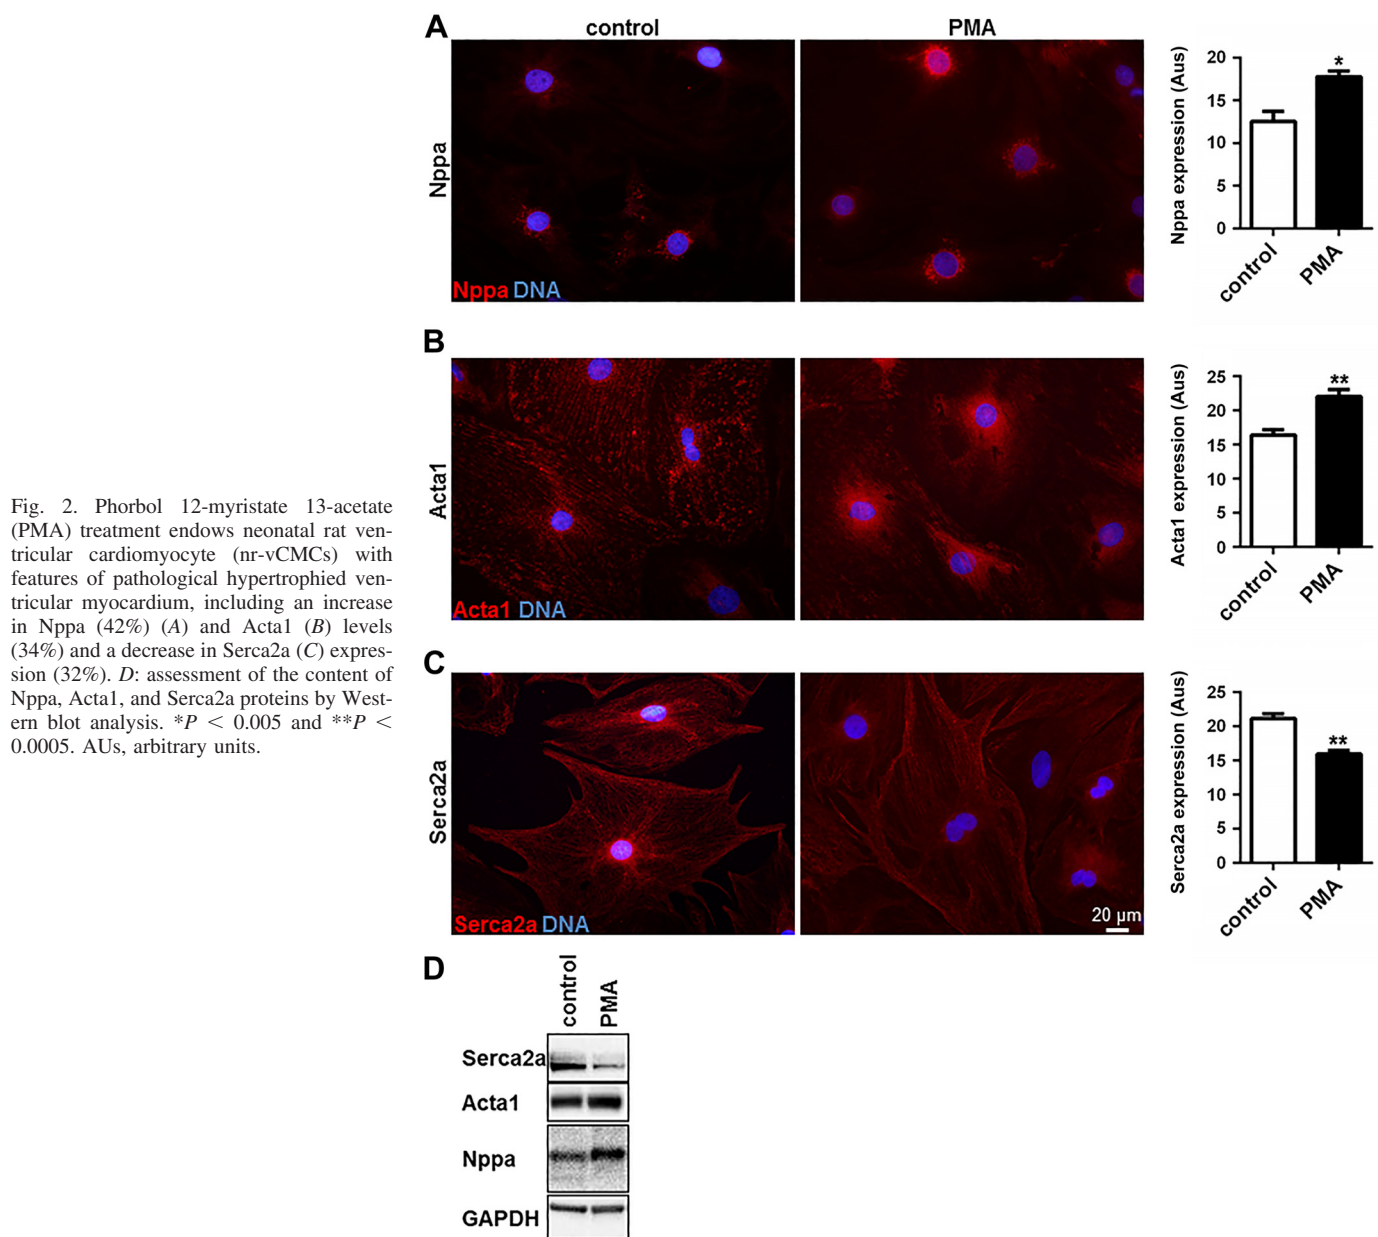 A
control
PMA
Nppa
Nppa DNA
Nppa expression (Aus)
20
15
10
5
0
*
control
PMA
B
Acta1
Acta1 DNA
Acta1 expression (Aus)
25
20
15
10
5
0
**
control
PMA
C
Serca2a
Serca2a DNA
20 µm
Serca2a expression (Aus)
25
20
15
10
5
0
**
control
PMA
D
control
PMA
Serca2a
Acta1
Nppa
GAPDH
Fig. 2. Phorbol 12-myristate 13-acetate
(PMA) treatment endows neonatal rat ven-
tricular cardiomyocyte (nr-vCMCs) with
features of pathological hypertrophied ven-
tricular myocardium, including an increase
in Nppa (42%) (A) and Acta1 (B) levels
(34%) and a decrease in Serca2a (C) expres-
sion (32%). D: assessment of the content of
Nppa, Acta1, and Serca2a proteins by West-
ern blot analysis. *P < 0.005 and **P <
0.0005. AUs, arbitrary units.